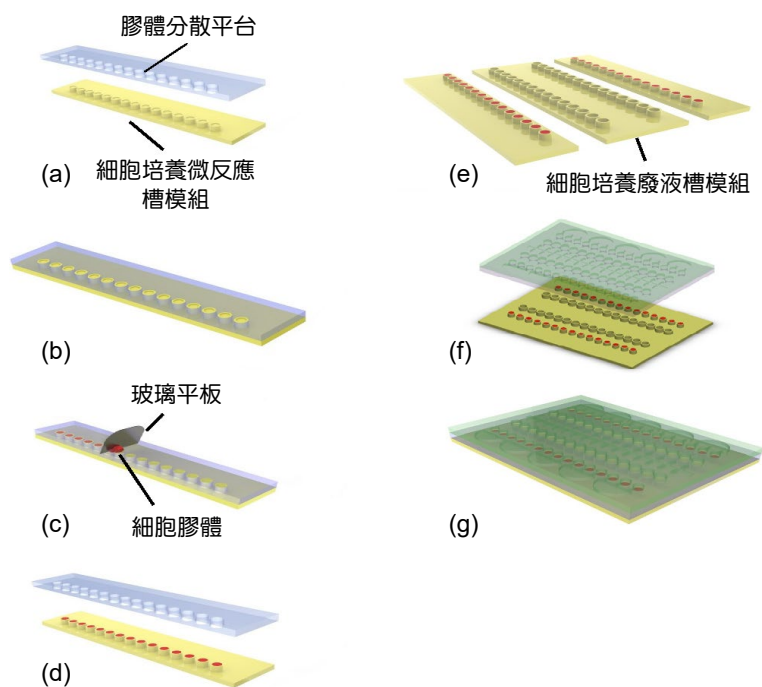 膠體分散平台
(a)
細胞培養微反應
槽模組
(b)
玻璃平板
(c)
細胞膠體
(d)
(e)
細胞培養廢液槽模組
(f)
(g)